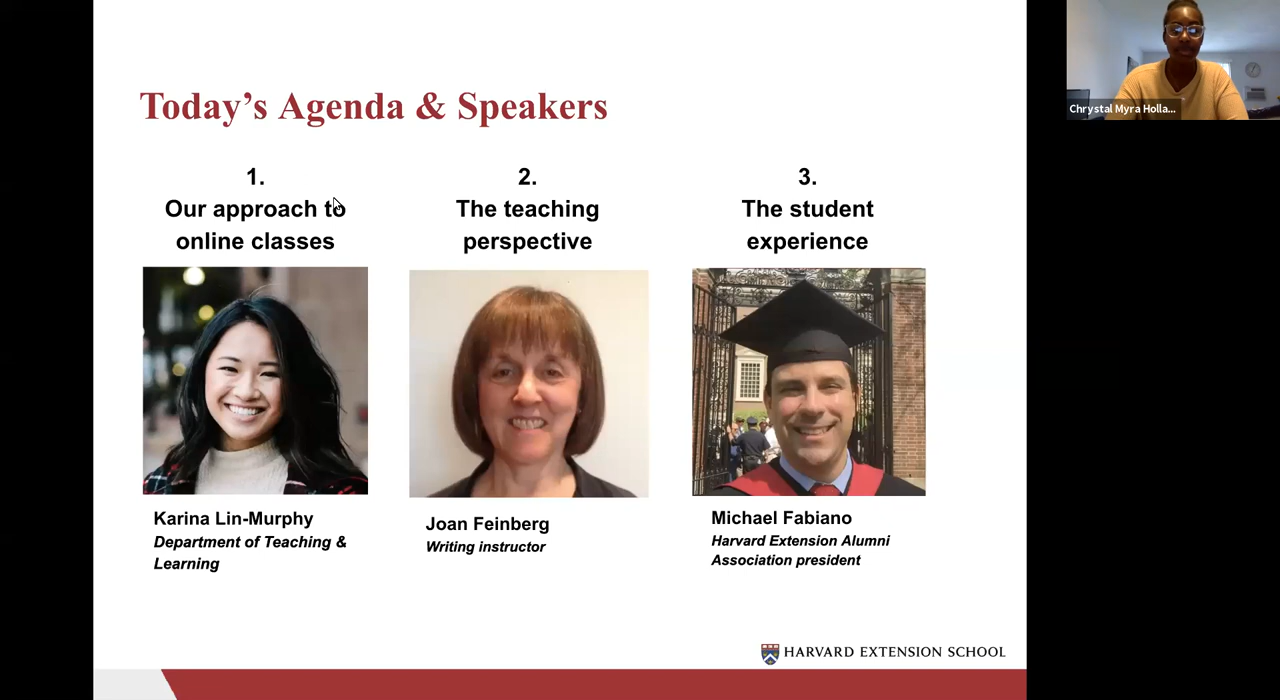 Today's Agenda & Speakers
1.
Our approach to
online classes
2.
The teaching
perspective
3.
The student
experience
Karina Lin-Murphy
Department of Teaching &
Learning
Joan Feinberg
Writing instructor
Michael Fabiano
Harvard Extension Alumni
Association president
HARVARD EXTENSION SCHOOL
Chrystal Myra Holla...